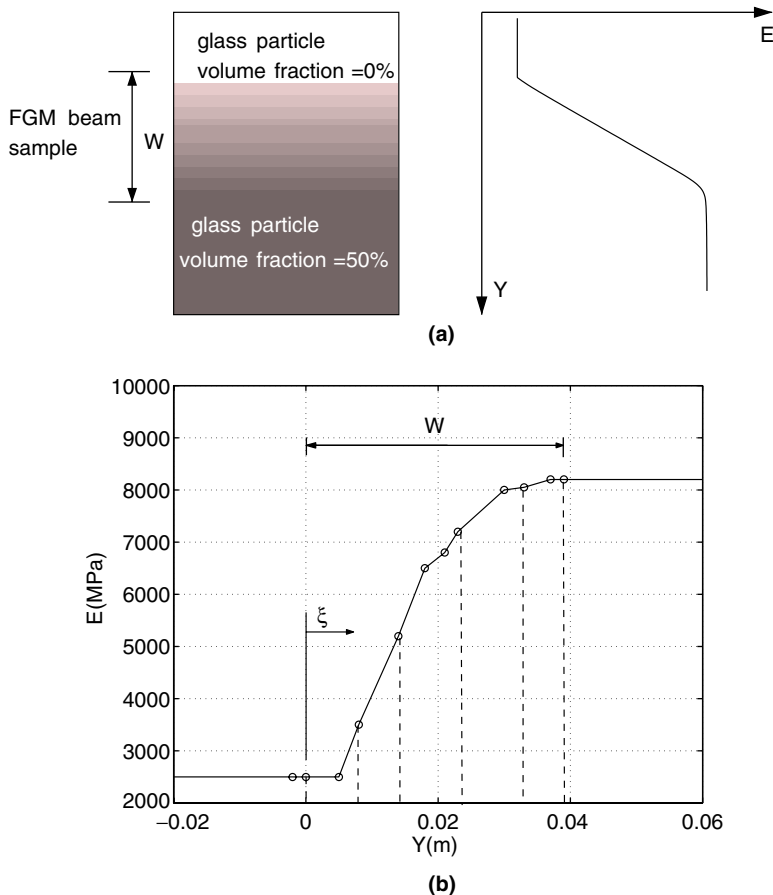 glass particle
volume fraction =0%
FGM beam
sample
W
glass particle
volume fraction =50%
E
Y
(a)
10000
9000
8000
7000
6000
5000
4000
3000
2000
E(MPa)
W
ξ
−0.02
0
0.02
0.04
0.06
Y(m)
(b)